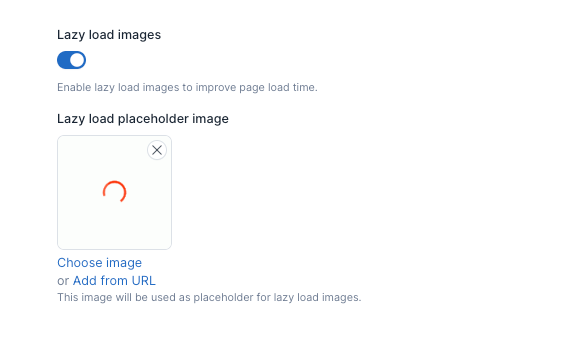 Lazy load images
Enable lazy load images to improve page load time.
Lazy load placeholder image
Choose image
or Add from URL
This image will be used as placeholder for lazy load images.